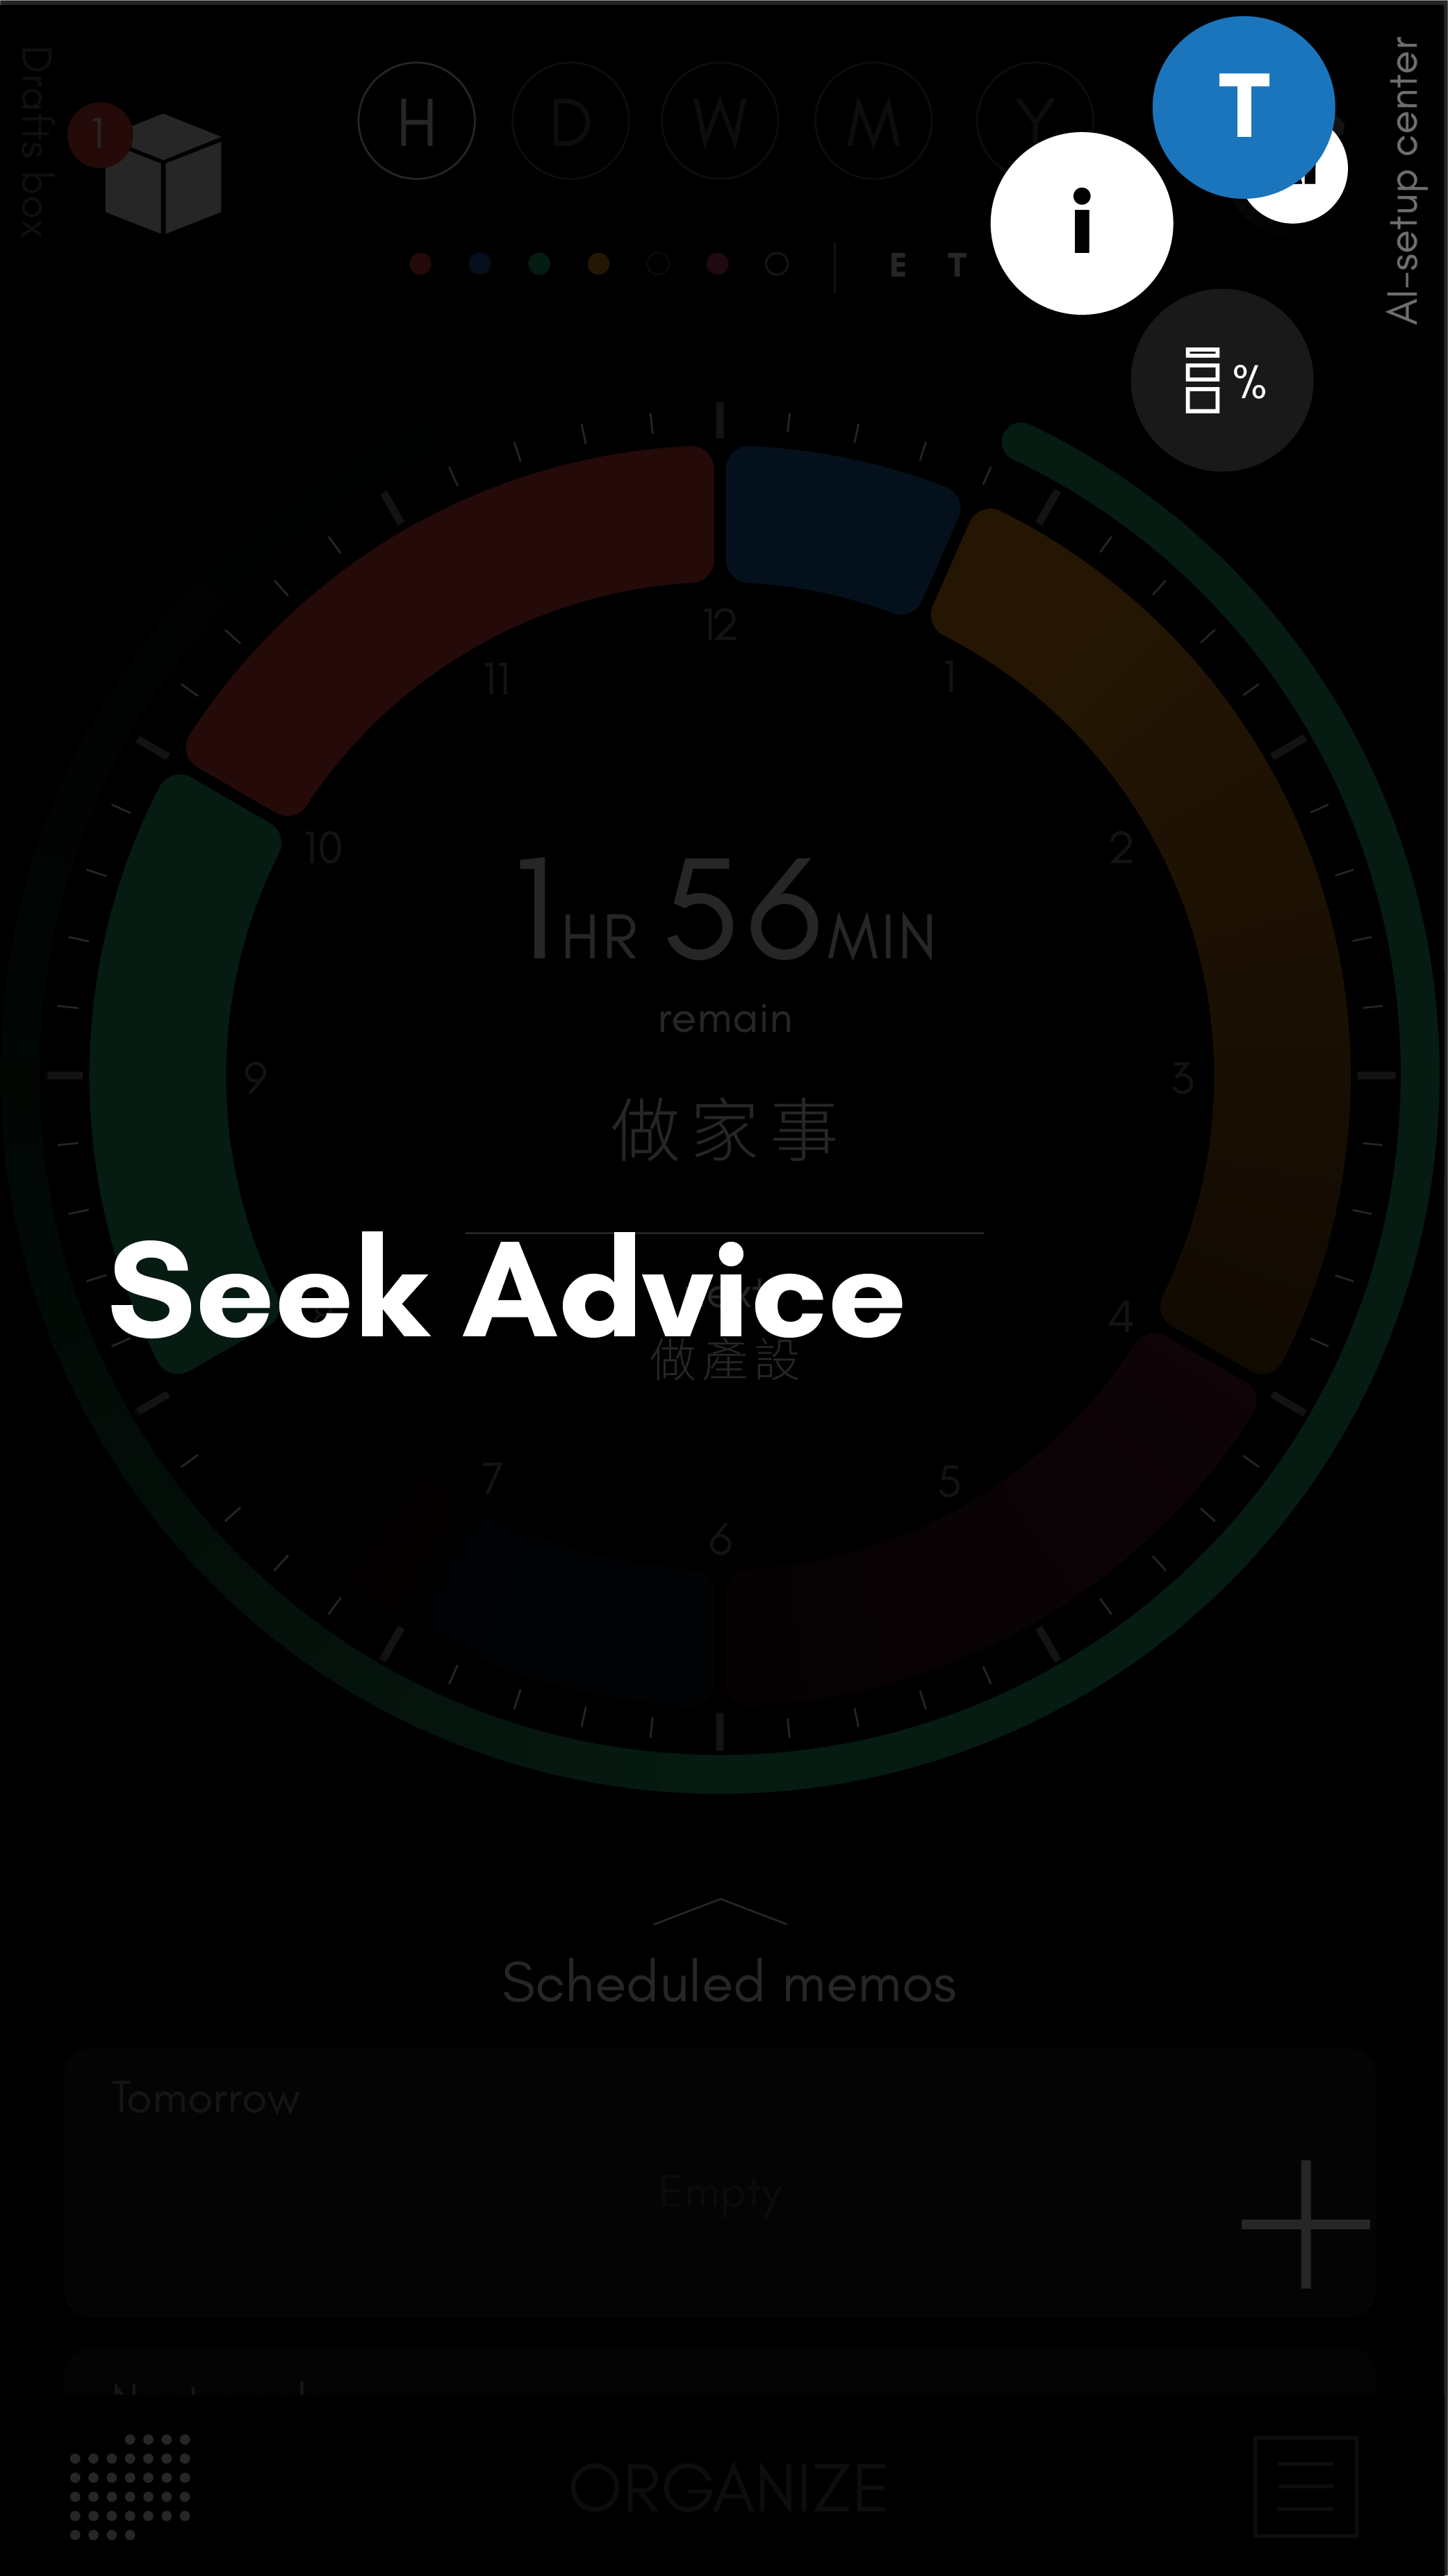 Drafts box
1
H D W M Y
T
i
AI-setup center
E T
%
12
11
1
10
2
1HR 56MIN
remain
9
3
做家事
Seek Advice
4
做產設
7
5
6
Scheduled memos
Tomorrow
Empty
ORGANIZE